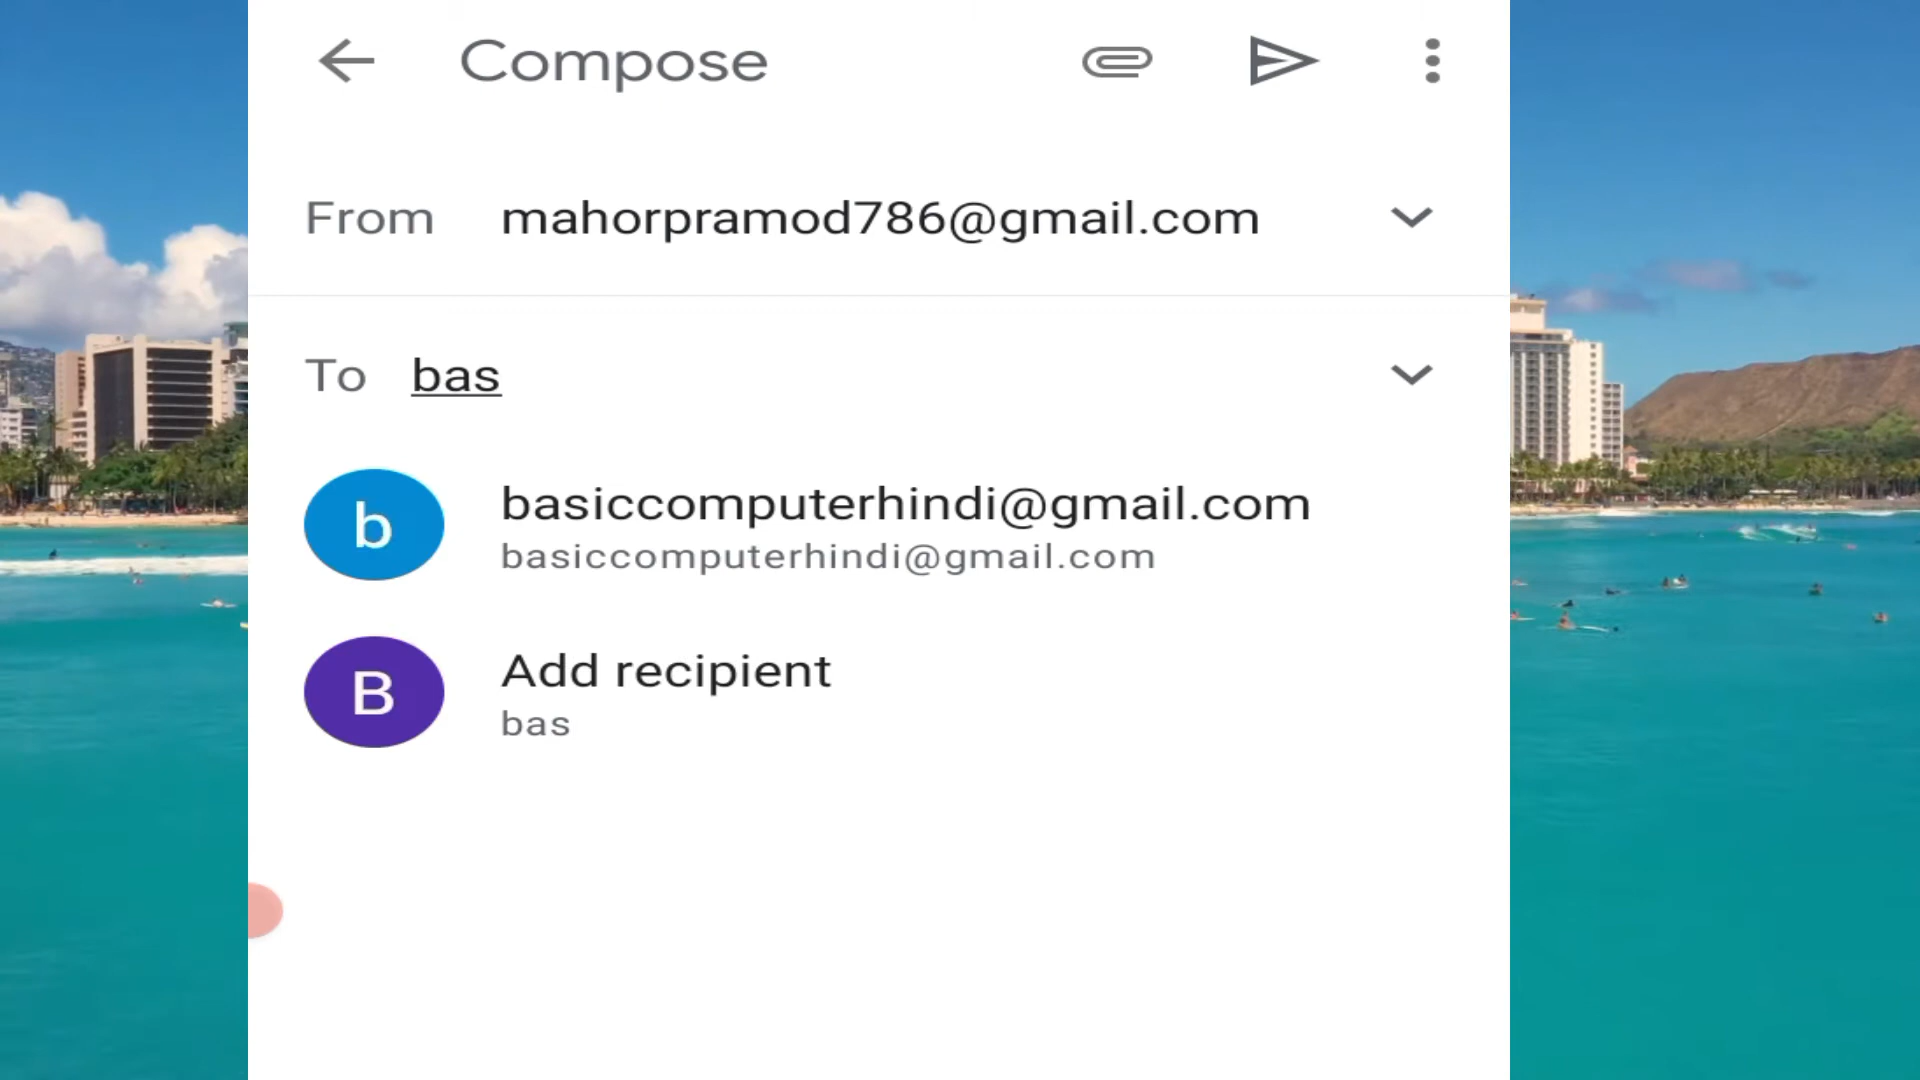 Compose
From mahorpramod786@gmail.com
To bas
b basiccomputerhindi@gmail.com
basiccomputerhindi@gmail.com
B Add recipient
bas